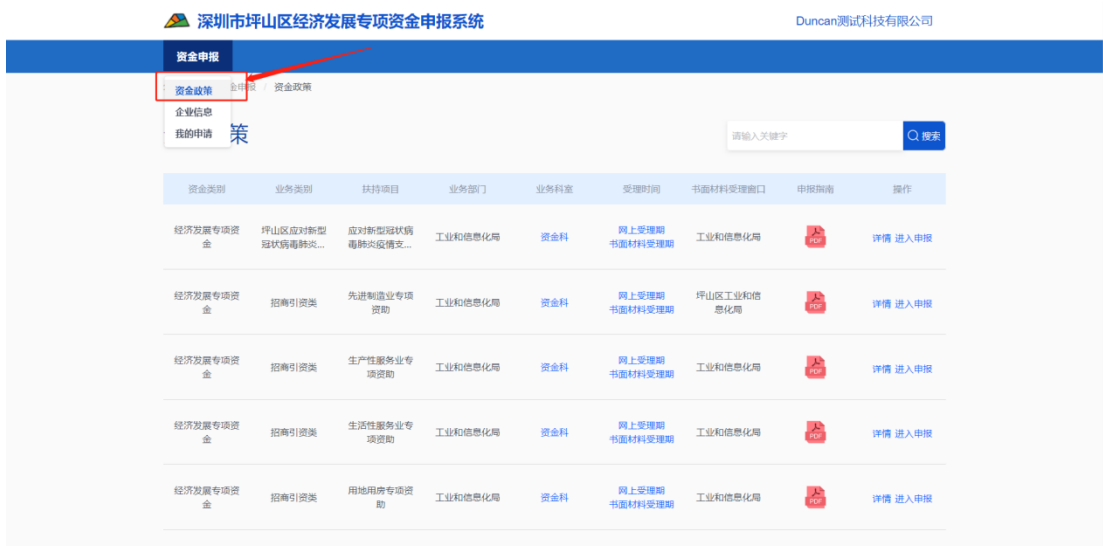 深圳市坪山区经济发展专项资金申报系统
Duncan测试科技有限公司
资金申报
资金政策
金申报 / 资金政策
企业信息
我的申请
策
请输入关键字
搜索
资金类别 业务类别 扶持项目 业务部门 业务科室 受理时间 书面材料受理窗口 申报指南 操作
经济发展专项资 坪山区应对新型 应对新型冠状病 网上受理期
金 冠状病毒肺炎... 毒肺炎疫情支... 工业和信息化局 资金科 书面材料受理期 工业和信息化局 PDF 详情 进入申报
经济发展专项资 先进制造业专项 网上受理期 坪山区工业和信
金 招商引资类 资助 工业和信息化局 资金科 书面材料受理期 息化局 PDF 详情 进入申报
经济发展专项资 生产性服务业专 网上受理期
金 招商引资类 项资助 工业和信息化局 资金科 书面材料受理期 工业和信息化局 PDF 详情 进入申报
经济发展专项资 生活性服务业专 网上受理期
金 招商引资类 项资助 工业和信息化局 资金科 书面材料受理期 工业和信息化局 PDF 详情 进入申报
经济发展专项资 用地用房专项资 网上受理期
金 招商引资类 助 工业和信息化局 资金科 书面材料受理期 工业和信息化局 PDF 详情 进入申报